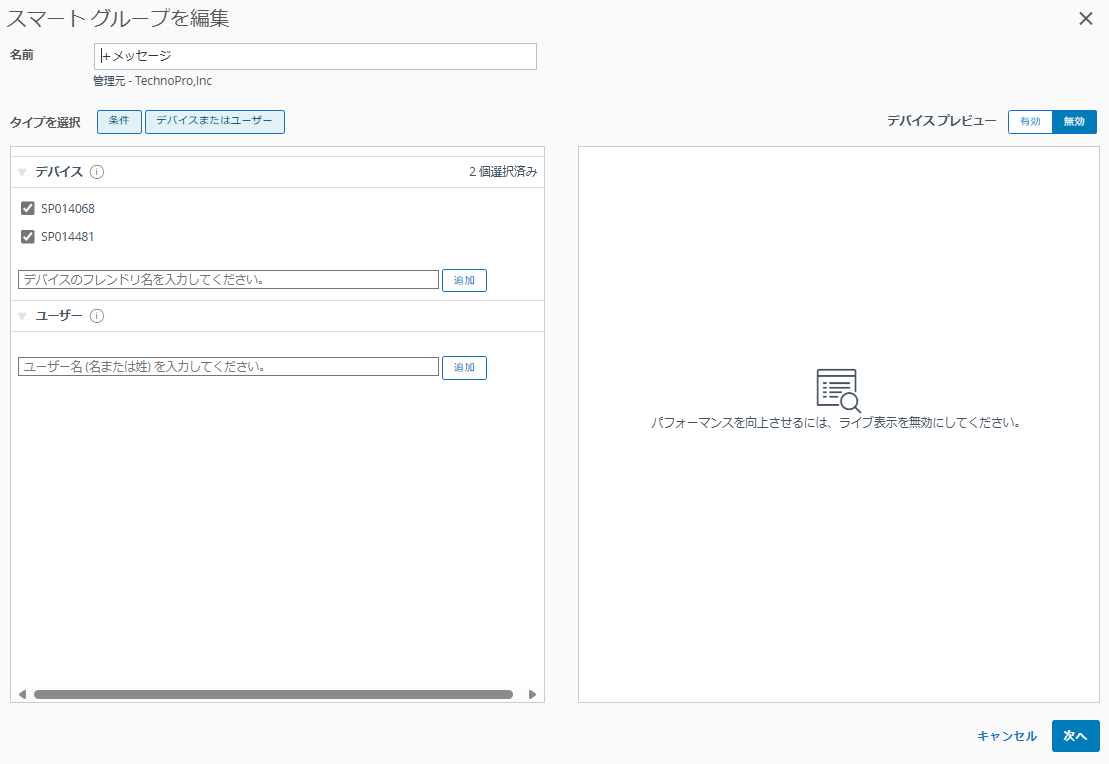 スマート グループを編集
名前
+メッセージ
管理元 - TechnoPro,Inc
タイプを選択 条件 デバイスまたはユーザー デバイス プレビュー 有効 無効
デバイス 2 個選択済み
SP014068
SP014481
デバイスのフレンドリ名を入力してください。 追加
ユーザー
ユーザー名 (名または姓) を入力してください。 追加
パフォーマンスを向上させるには、ライブ表示を無効にしてください。
キャンセル 次へ